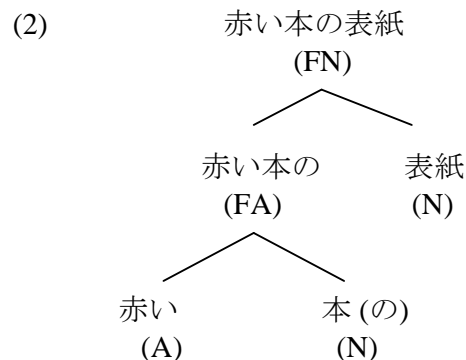 (2) 赤い本の表紙
(FN)
赤い本の 表紙
(FA) (N)
赤い 本 (の)
(A) (N)